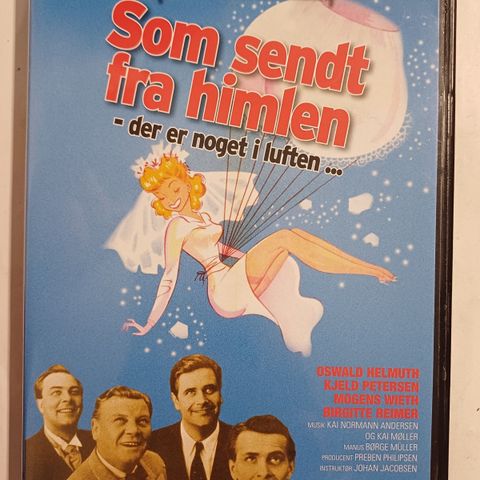 Som sendt
fra himlen
- der er noget i luften ...
OSWALD HELMUTH
KJELD PETERSEN
MOGENS WIETH
BIRGITTE REIMER
MUSIK KAI NORMANN ANDERSEN
OG KAI MØLLER
MANUS BØRGE MÜLLER
PRODUCENT PREBEN PHILIPSEN
INSTRUKTØR JOHAN JACOBSEN